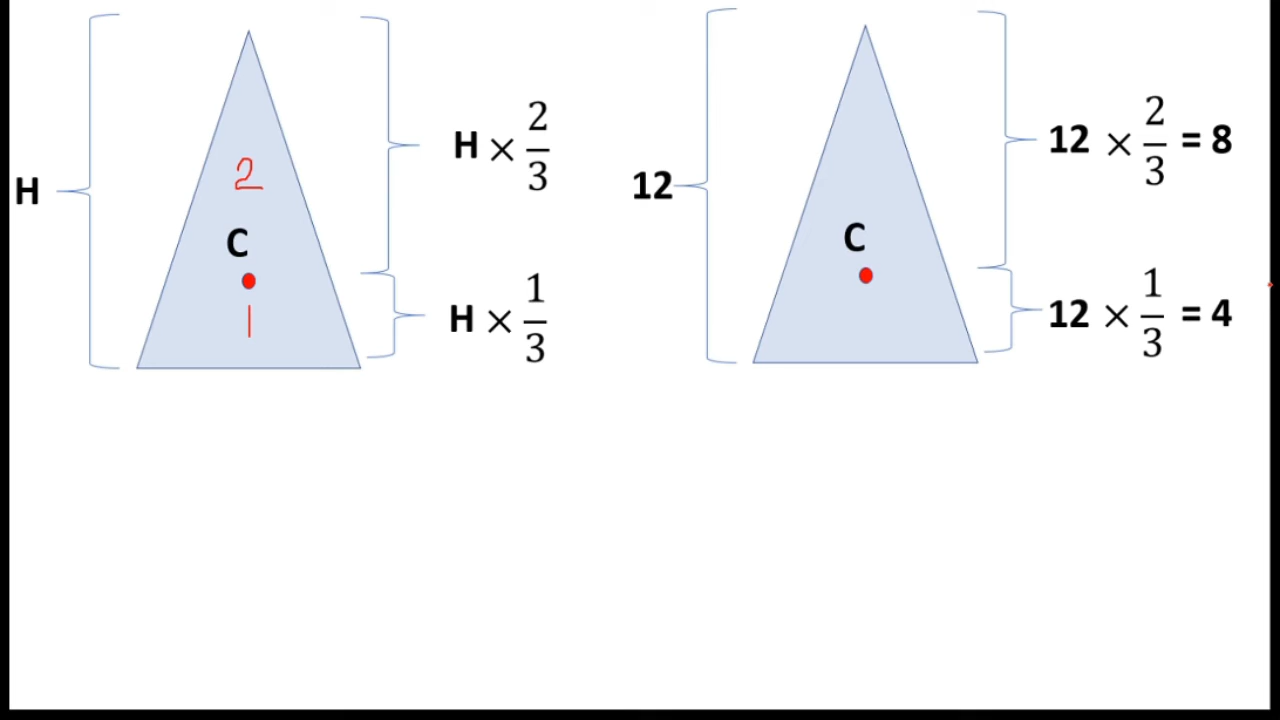 H
2
C
1
H × 2/3
H × 1/3
12
C
12 × 2/3 = 8
12 × 1/3 = 4